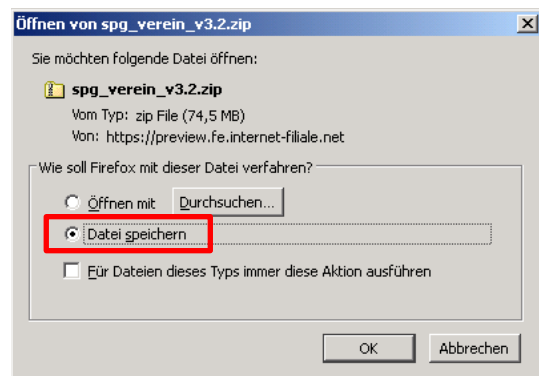 Öffnen von spg_verein_v3.2.zip
Sie möchten folgende Datei öffnen:
spg_verein_v3.2.zip
Vom Typ: zip File (74,5 MB)
Von: https://preview.fe.internet-filiale.net
Wie soll Firefox mit dieser Datei verfahren?
Öffnen mit Durchsuchen...
Datei speichern
Für Dateien dieses Typs immer diese Aktion ausführen
OK Abbrechen